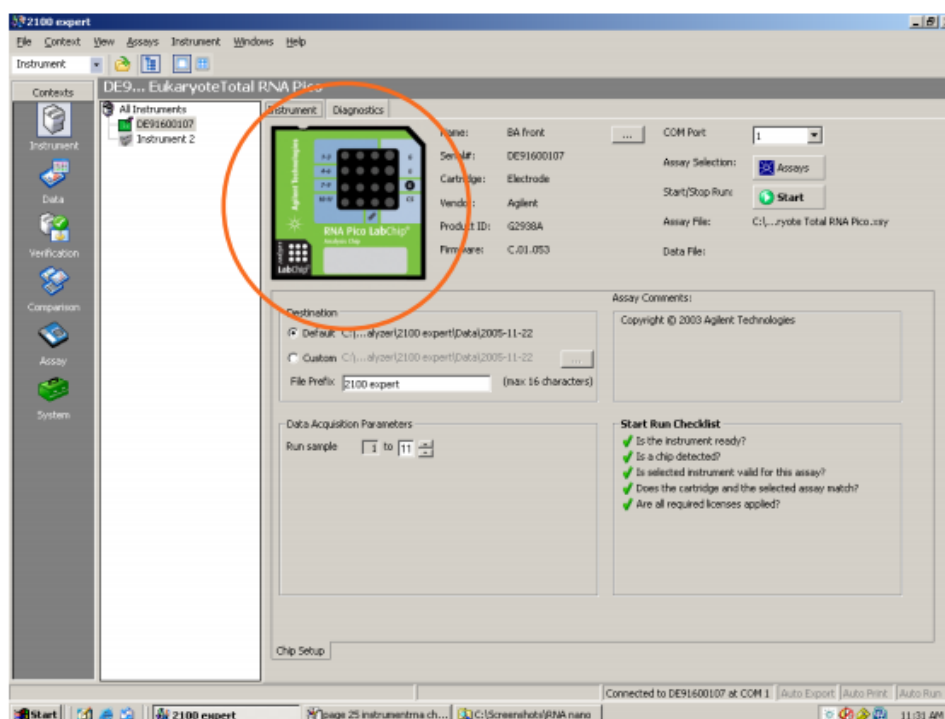 2100 expert
File Context View Assays Instrument Windows Help
Instrument
Contexts
DE9... EukaryoteTotal RNA Pico
Instrument
Data
Verification
Comparison
Assay
System
All Instruments
DE91600107
Instrument 2
Instrument Diagnostics
Agilent Technologies
RNA Pico LabChip®
Analysis Chip
LabChip
Name: BA front ...
Serial#: DE91600107
Cartridge: Electrode
Vendor: Agilent
Product ID: G2938A
Firmware: C.01.053
COM Port 1
Assay Selection: Assays
Start/Stop Run: Start
Assay File: C:\...ryote Total RNA Pico.xsy
Data File:
Destination
Default C:\...alyzer\2100 expert\Data\2005-11-22
Custom C:\...alyzer\2100 expert\Data\2005-11-22 ...
File Prefix 2100 expert (max 16 characters)
Assay Comments:
Copyright © 2003 Agilent Technologies
Data Acquisition Parameters
Run sample 1 to 11
Start Run Checklist
Is the instrument ready?
Is a chip detected?
Is selected instrument valid for this assay?
Does the cartridge and the selected assay match?
Are all required licenses applied?
Chip Setup
Connected to DE91600107 at COM 1 Auto Export Auto Print Auto Run
Start 2100 expert page 25 instrumentrna ch... C:\Screenshots\RNA nano 11:31 AM